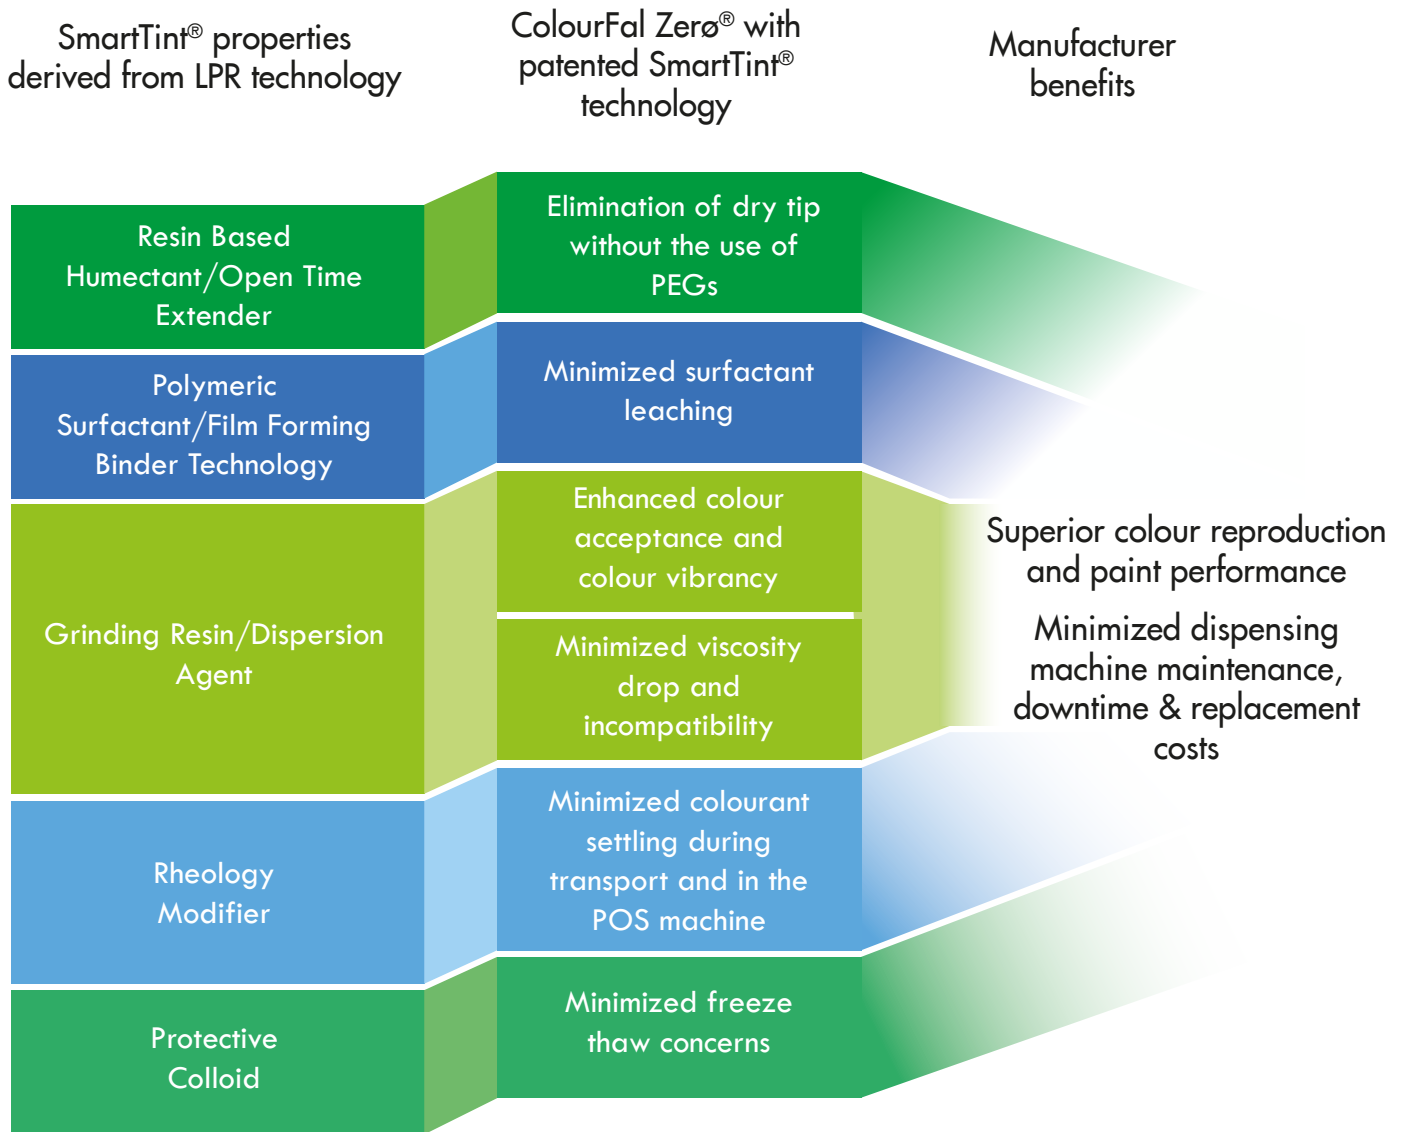 SmartTint® properties
derived from LPR technology
ColourFal Zerø® with
patented SmartTint®
technology
Manufacturer
benefits
Resin Based
Humectant/Open Time
Extender
Polymeric
Surfactant/Film Forming
Binder Technology
Grinding Resin/Dispersion
Agent
Rheology
Modifier
Protective
Colloid
Elimination of dry tip
without the use of
PEGs
Minimized surfactant
leaching
Enhanced colour
acceptance and
colour vibrancy
Minimized viscosity
drop and
incompatibility
Minimized colourant
settling during
transport and in the
POS machine
Minimized freeze
thaw concerns
Superior colour reproduction
and paint performance
Minimized dispensing
machine maintenance,
downtime & replacement
costs